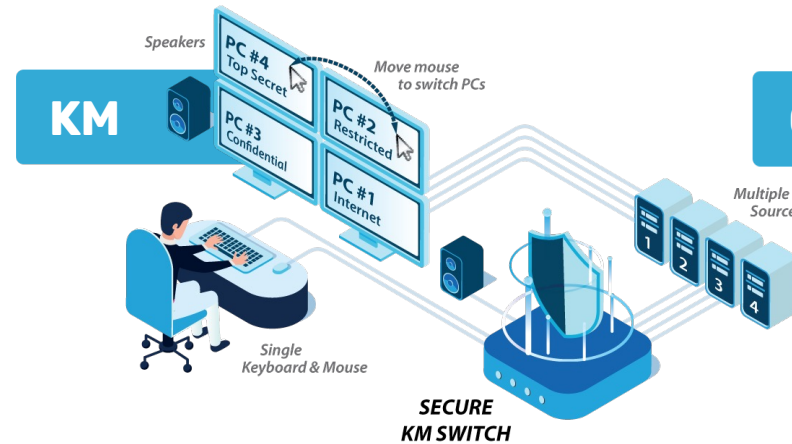 Speakers
KM
PC #4
Top Secret
Move mouse
to switch PCs
PC #2
Restricted
PC #3
Confidential
PC #1
Internet
Multiple
1
2
3
4
Single
Keyboard & Mouse
SECURE
KM SWITCH